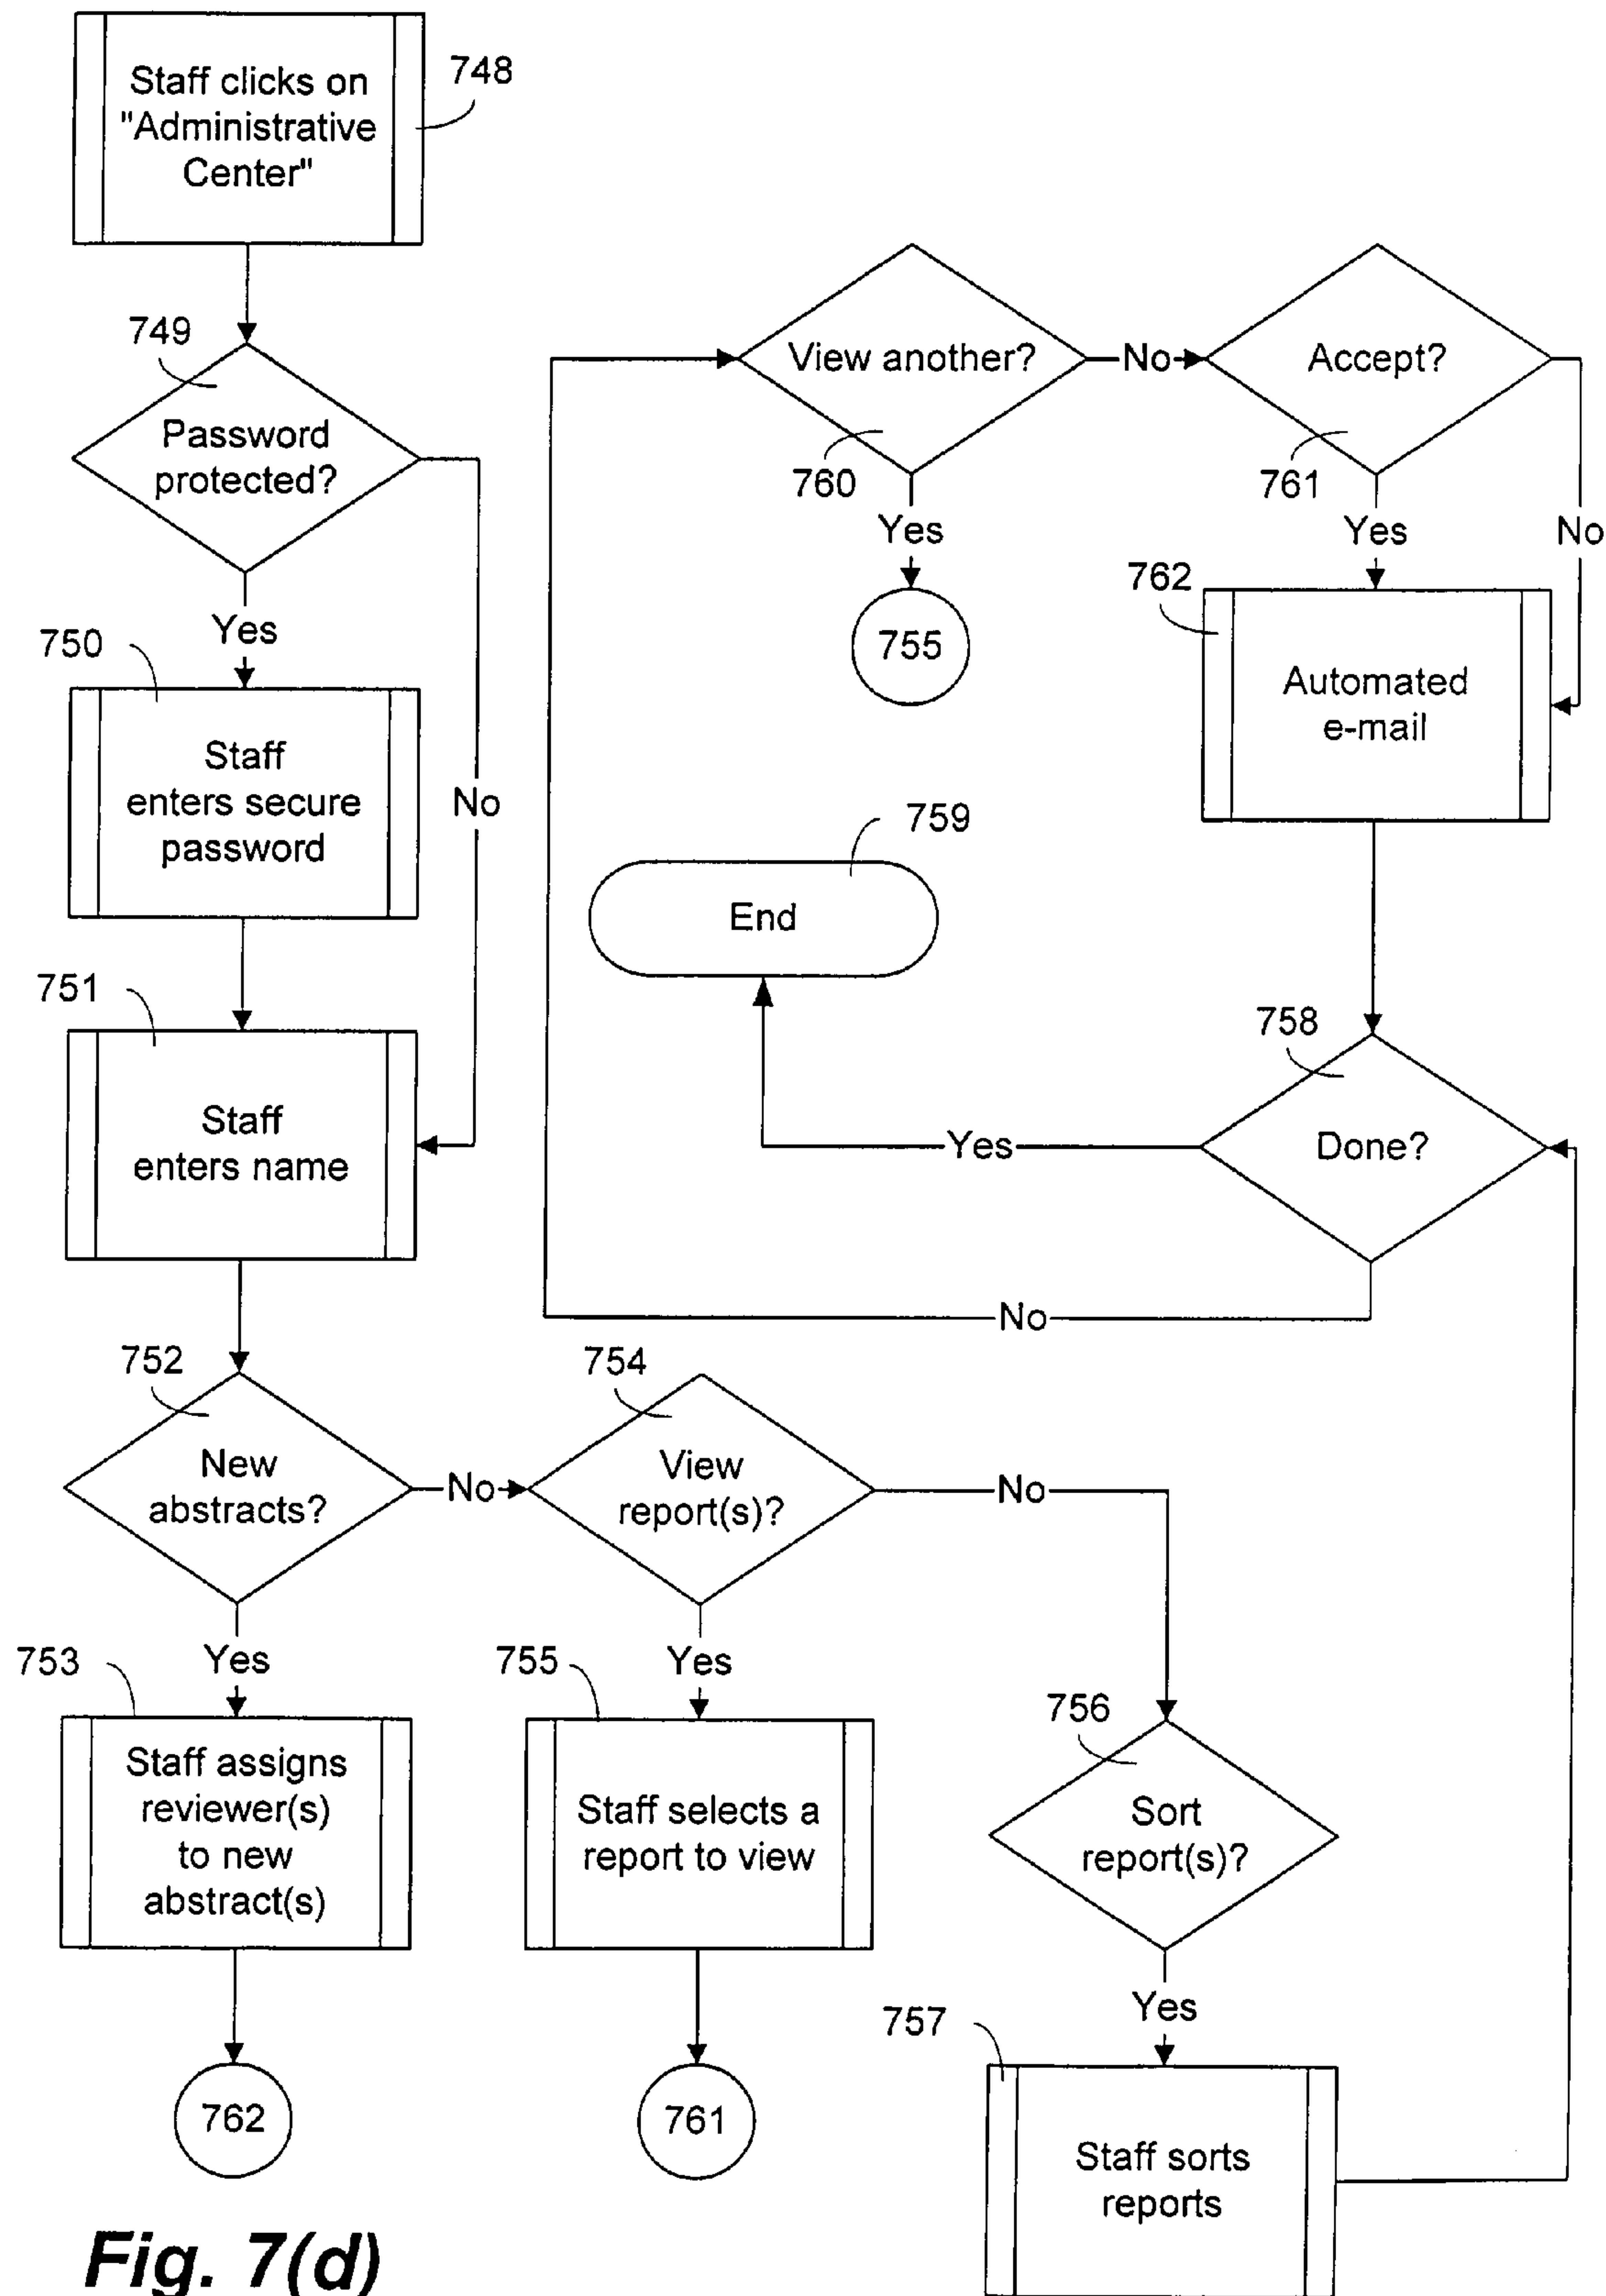 Staff clicks on
"Administrative
Center"
748
749
Password
protected?
Yes
No
750
Staff
enters secure
password
751
Staff
enters name
752
New
abstracts?
No
Yes
753
Staff assigns
reviewer(s)
to new
abstract(s)
762
754
View
report(s)?
No
Yes
755
Staff selects a
report to view
761
756
Sort
report(s)?
Yes
757
Staff sorts
reports
758
Done?
Yes
No
759
End
View another?
760
No
Yes
755
Accept?
761
Yes
No
762
Automated
e-mail
Fig. 7(d)